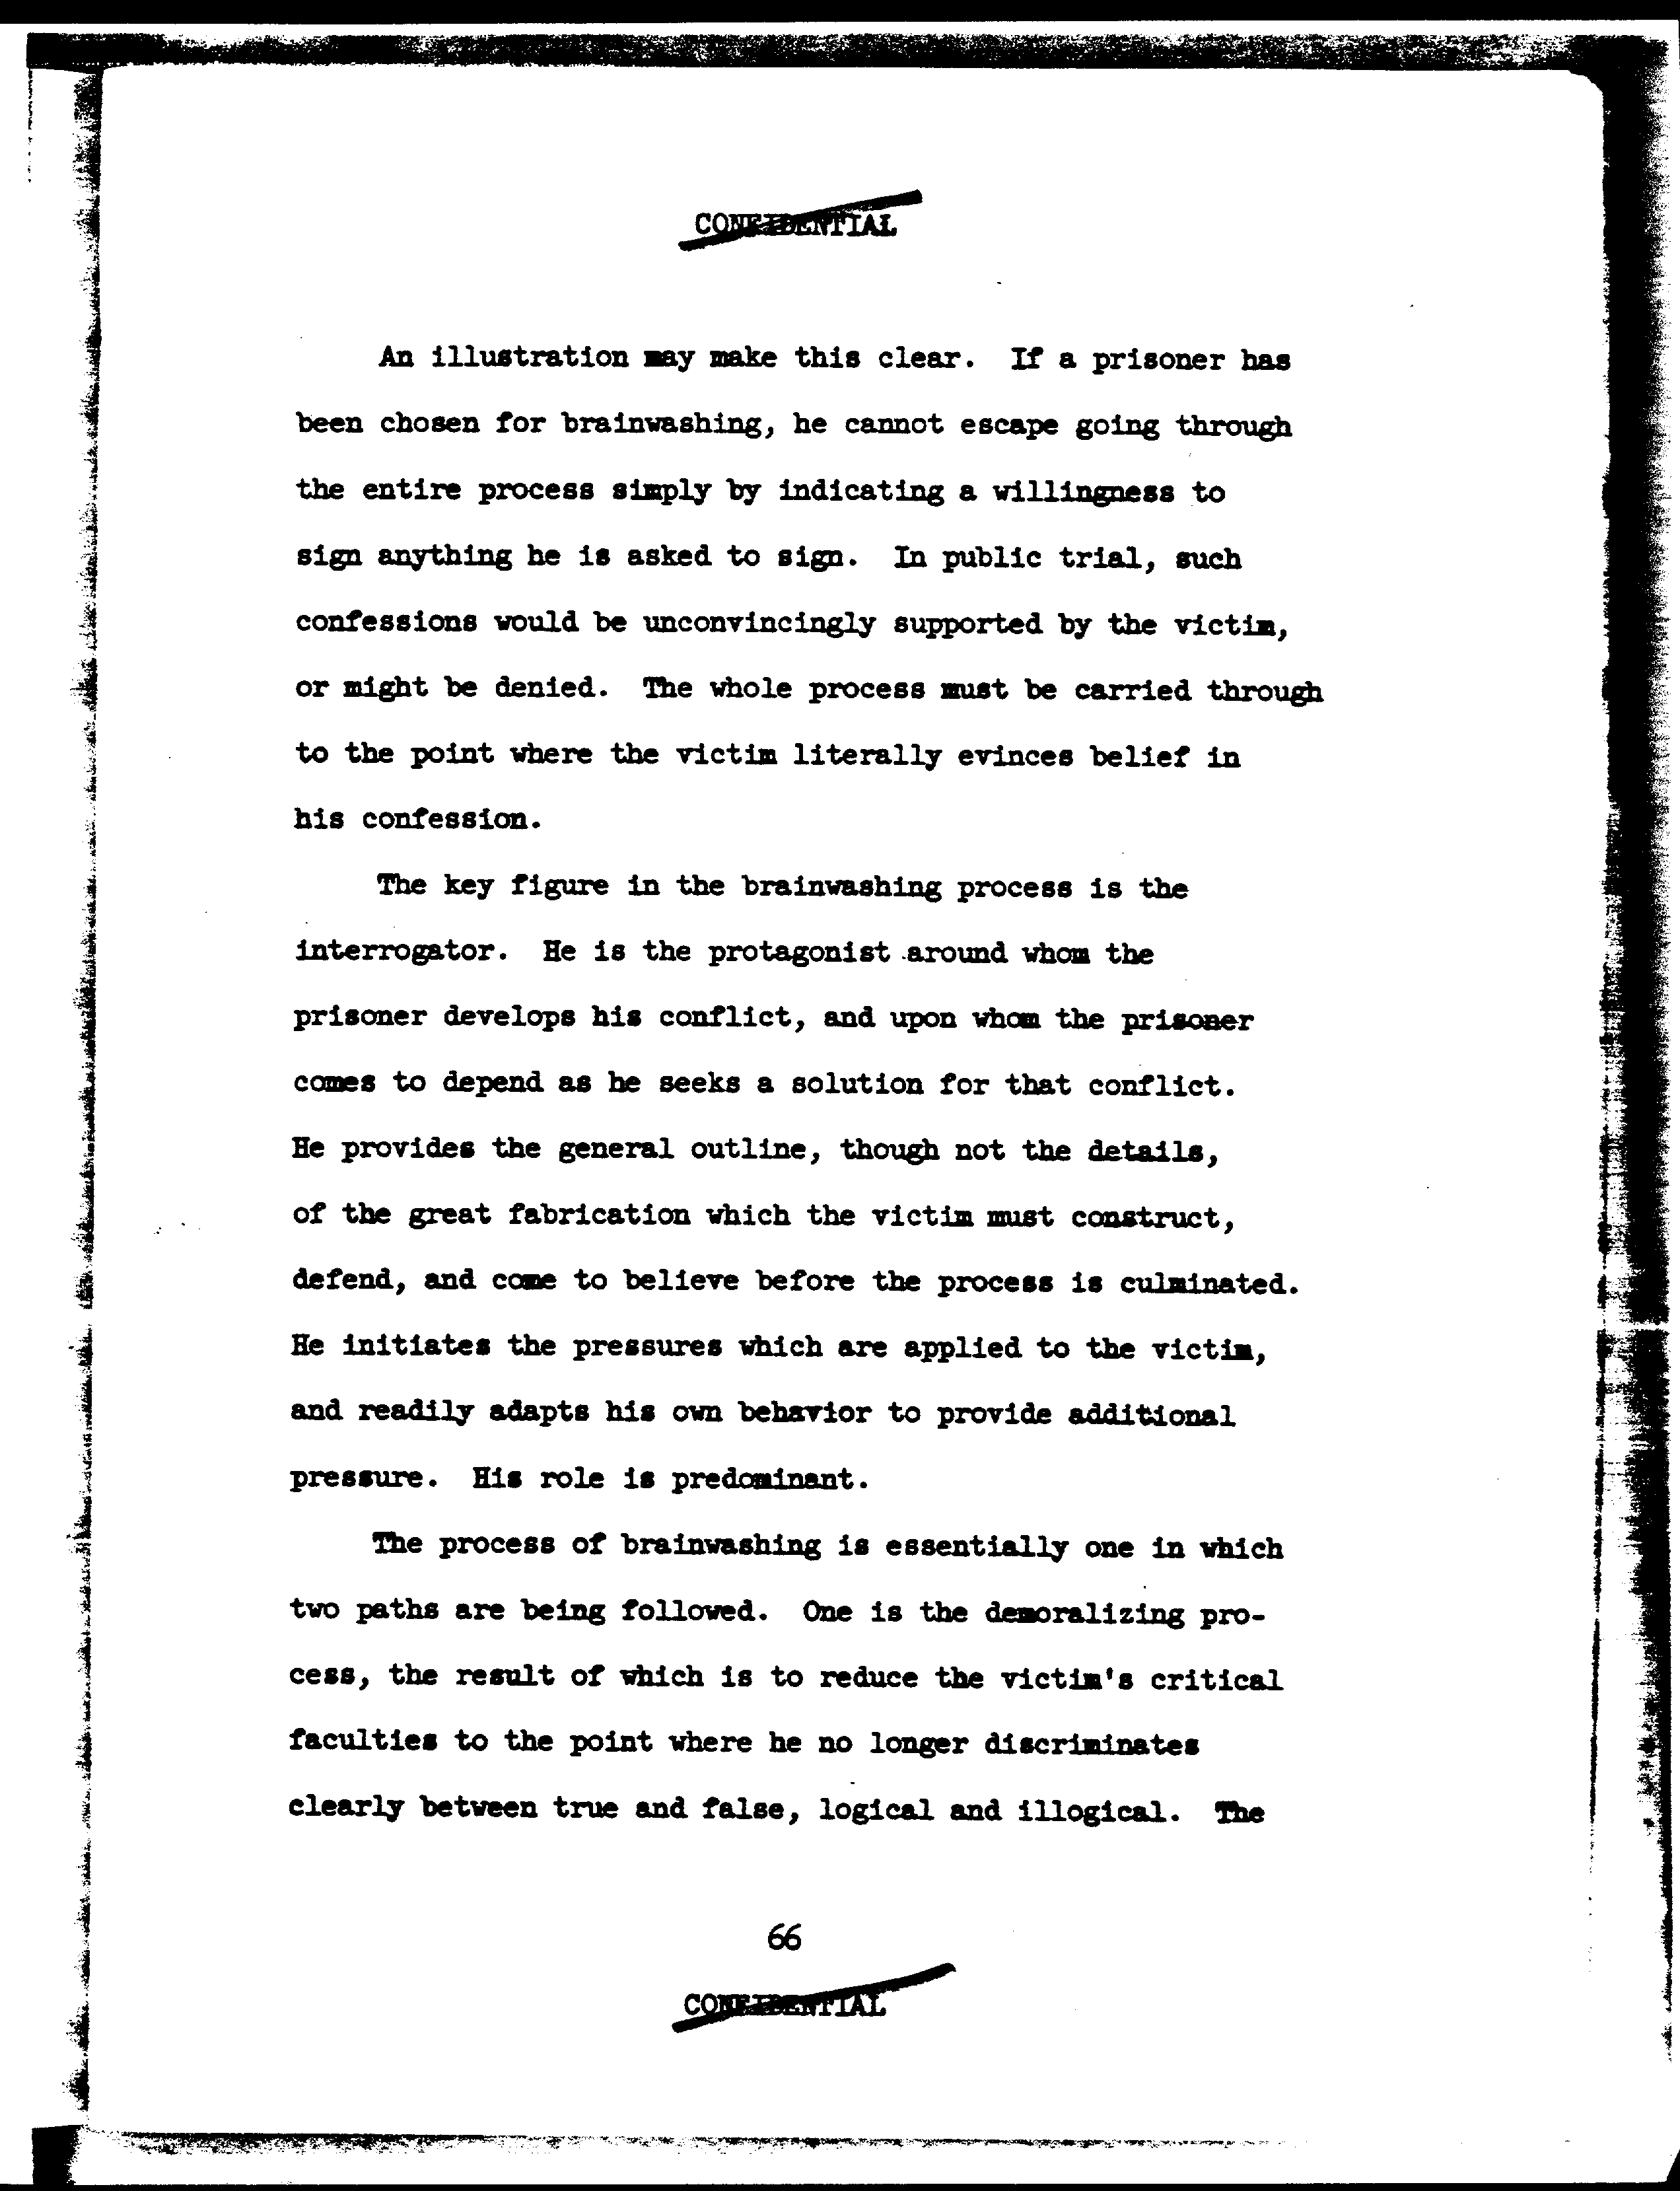 CONFIDENTIAL
An illustration may make this clear. If a prisoner has
been chosen for brainwashing, he cannot escape going through
the entire process simply by indicating a willingness to
sign anything he is asked to sign. In public trial, such
confessions would be unconvincingly supported by the victim,
or might be denied. The whole process must be carried through
to the point where the victim literally evinces belief in
his confession.
The key figure in the brainwashing process is the
interrogator. He is the protagonist around whom the
prisoner develops his conflict, and upon whom the prisoner
comes to depend as he seeks a solution for that conflict.
He provides the general outline, though not the details,
of the great fabrication which the victim must construct,
defend, and come to believe before the process is culminated.
He initiates the pressures which are applied to the victim,
and readily adapts his own behavior to provide additional
pressure. His role is predominant.
The process of brainwashing is essentially one in which
two paths are being followed. One is the demoralizing pro-
cess, the result of which is to reduce the victim's critical
faculties to the point where he no longer discriminates
clearly between true and false, logical and illogical. The
66
CONFIDENTIAL